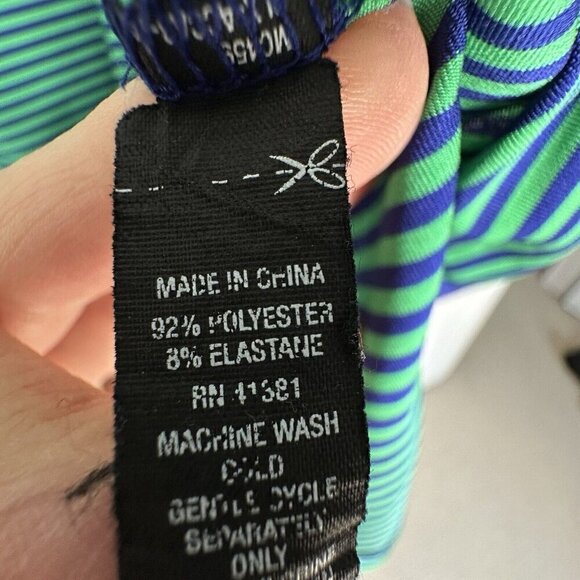 MADE IN CHINA
92% POLYESTER
8% ELASTANE
RN 41381
MACHINE WASH
COLD
GENTLE CYCLE
SEPARATELY
ONLY